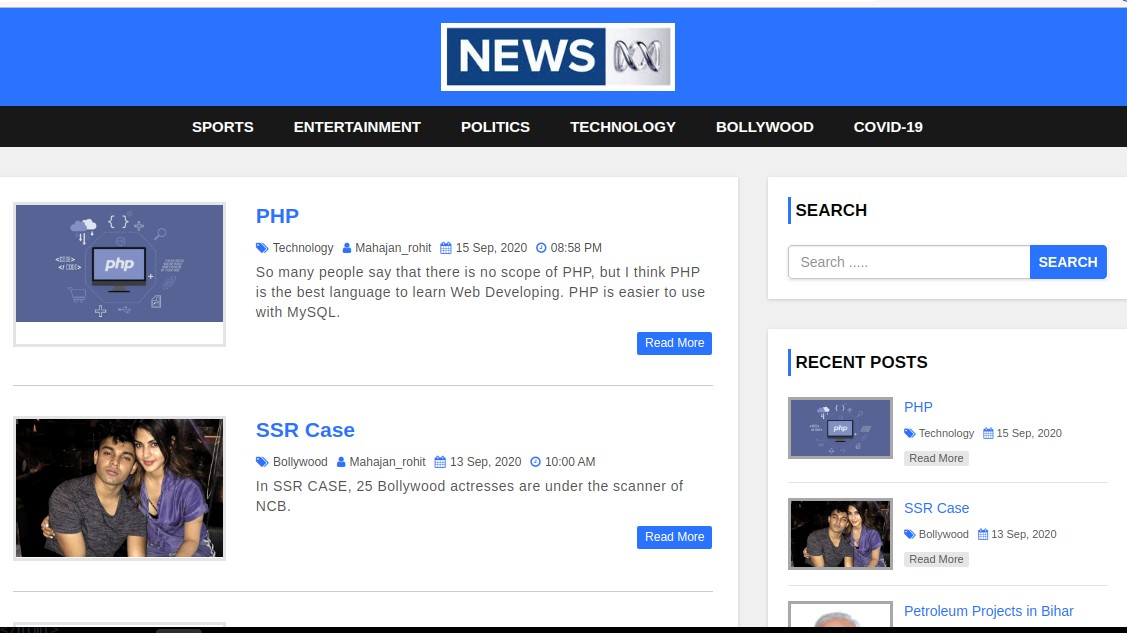 NEWS
SPORTS ENTERTAINMENT POLITICS TECHNOLOGY BOLLYWOOD COVID-19
{ }
<CODE>
</ CODE>
php
PHP
Technology Mahajan_rohit 15 Sep, 2020 08:58 PM
So many people say that there is no scope of PHP, but I think PHP
is the best language to learn Web Developing. PHP is easier to use
with MySQL.
Read More
SSR Case
Bollywood Mahajan_rohit 13 Sep, 2020 10:00 AM
In SSR CASE, 25 Bollywood actresses are under the scanner of
NCB.
Read More
SEARCH
Search ..... SEARCH
RECENT POSTS
{ }
php
PHP
Technology 15 Sep, 2020
Read More
SSR Case
Bollywood 13 Sep, 2020
Read More
Petroleum Projects in Bihar